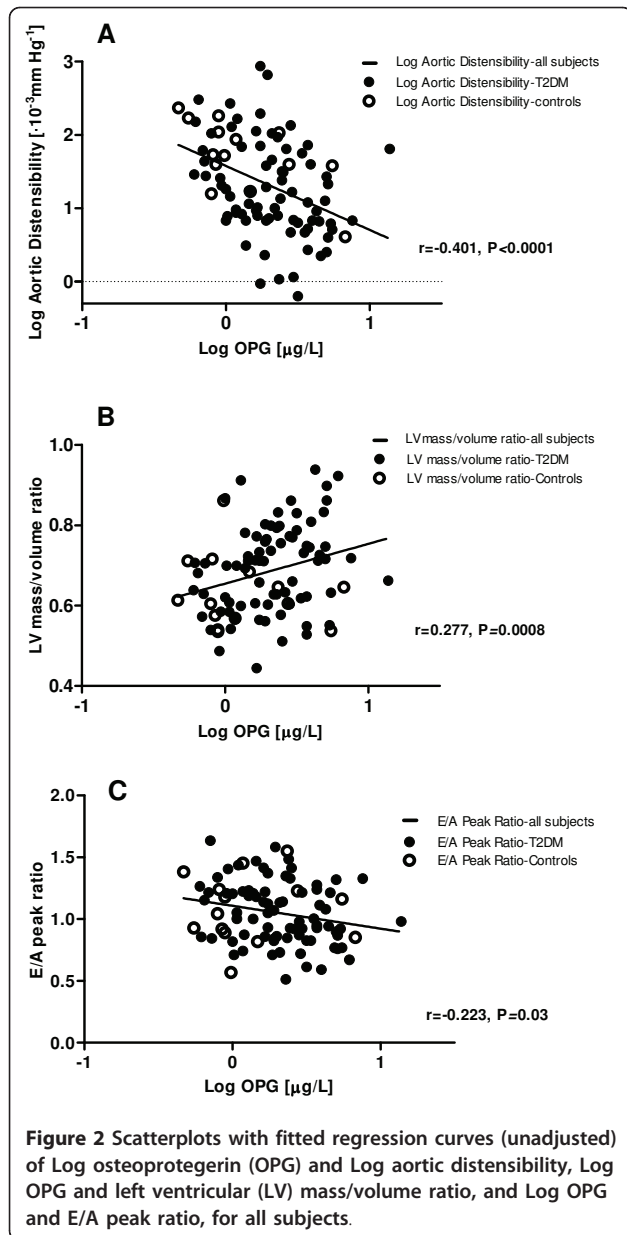 A
3
2
1
0
-1
0
1
Log Aortic Distensibility [·10⁻³mm Hg⁻¹]
Log Aortic Distensibility-all subjects
Log Aortic Distensibility-T2DM
Log Aortic Distensibility-controls
r=-0.401, P<0.0001
Log OPG [µg/L]
B
1.0
0.8
0.6
0.4
-1
0
1
LV mass/volume ratio
LV mass/volume ratio-all subjects
LV mass/volume ratio-T2DM
LV mass/volume ratio-Controls
r=0.277, P=0.0008
Log OPG [µg/L]
C
2.0
1.5
1.0
0.5
0.0
-1
0
1
E/A peak ratio
E/A Peak Ratio-all subjects
E/A Peak Ratio-T2DM
E/A Peak Ratio-Controls
r=-0.223, P=0.03
Log OPG [µg/L]
Figure 2 Scatterplots with fitted regression curves (unadjusted)
of Log osteoprotegerin (OPG) and Log aortic distensibility, Log
OPG and left ventricular (LV) mass/volume ratio, and Log OPG
and E/A peak ratio, for all subjects.